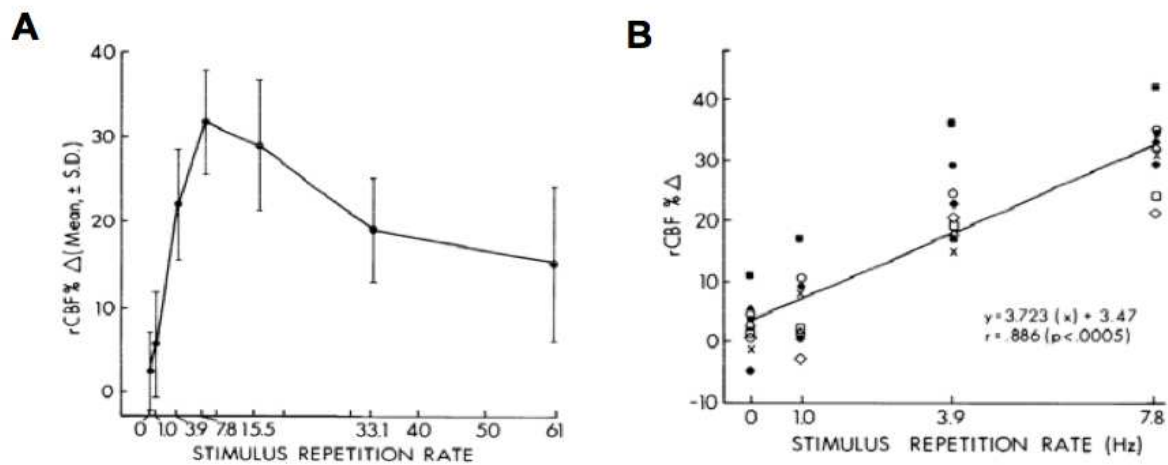 A
rCBF % Δ (Mean, ± S.D.)
40
30
20
10
0
0 1.0 3.9 7.8 15.5 33.1 40 50 61
STIMULUS REPETITION RATE
B
rCBF % Δ
40
30
20
10
0
-10
y=3.723 (x) + 3.47
r=.886 (p<.0005)
0 1.0 3.9 7.8
STIMULUS REPETITION RATE (Hz)